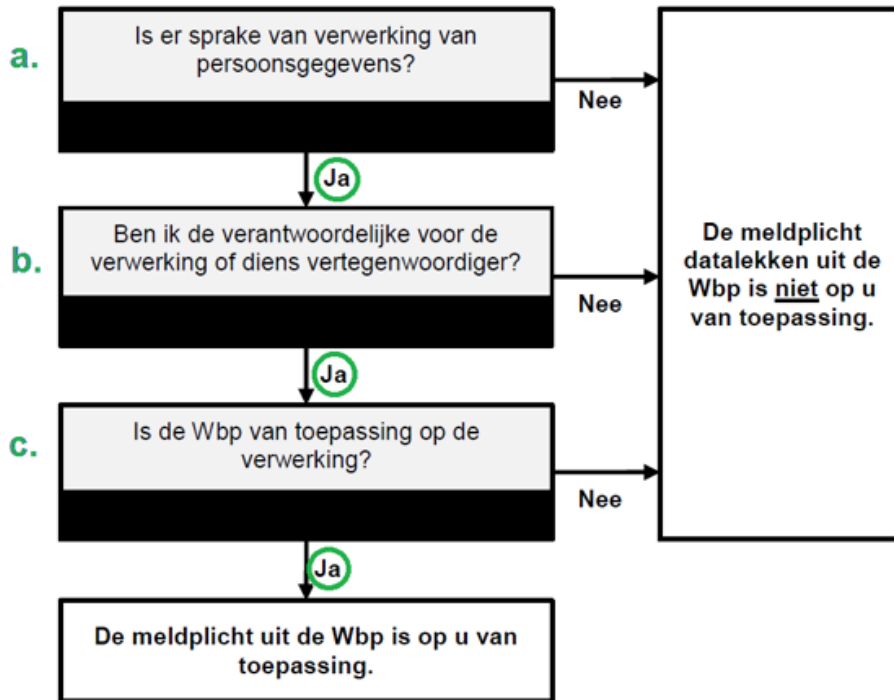 a.
Is er sprake van verwerking van
persoonsgegevens?
Nee
Ja
b.
Ben ik de verantwoordelijke voor de
verwerking of diens vertegenwoordiger?
Nee
Ja
c.
Is de Wbp van toepassing op de
verwerking?
Nee
Ja
De meldplicht uit de Wbp is op u van
toepassing.
De meldplicht
datalekken uit de
Wbp is niet op u
van toepassing.